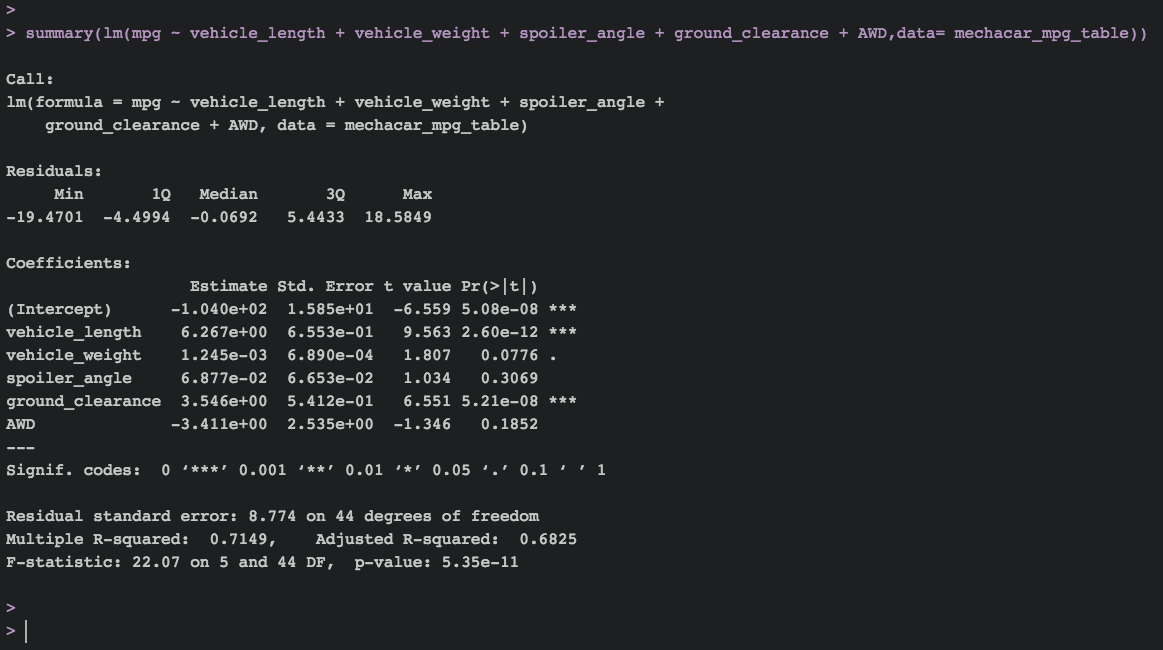 >
> summary(lm(mpg ~ vehicle_length + vehicle_weight + spoiler_angle + ground_clearance + AWD,data= mechacar_mpg_table))

Call:
lm(formula = mpg ~ vehicle_length + vehicle_weight + spoiler_angle +
    ground_clearance + AWD, data = mechacar_mpg_table)

Residuals:
     Min       1Q   Median       3Q      Max
-19.4701  -4.4994  -0.0692   5.4433  18.5849

Coefficients:
                   Estimate Std. Error t value Pr(>|t|)
(Intercept)      -1.040e+02  1.585e+01  -6.559 5.08e-08 ***
vehicle_length    6.267e+00  6.553e-01   9.563 2.60e-12 ***
vehicle_weight    1.245e-03  6.890e-04   1.807   0.0776 .
spoiler_angle     6.877e-02  6.653e-02   1.034   0.3069
ground_clearance  3.546e+00  5.412e-01   6.551 5.21e-08 ***
AWD              -3.411e+00  2.535e+00  -1.346   0.1852
---
Signif. codes:  0 ‘***’ 0.001 ‘**’ 0.01 ‘*’ 0.05 ‘.’ 0.1 ‘ ’ 1

Residual standard error: 8.774 on 44 degrees of freedom
Multiple R-squared:  0.7149,    Adjusted R-squared:  0.6825
F-statistic: 22.07 on 5 and 44 DF,  p-value: 5.35e-11

>
>